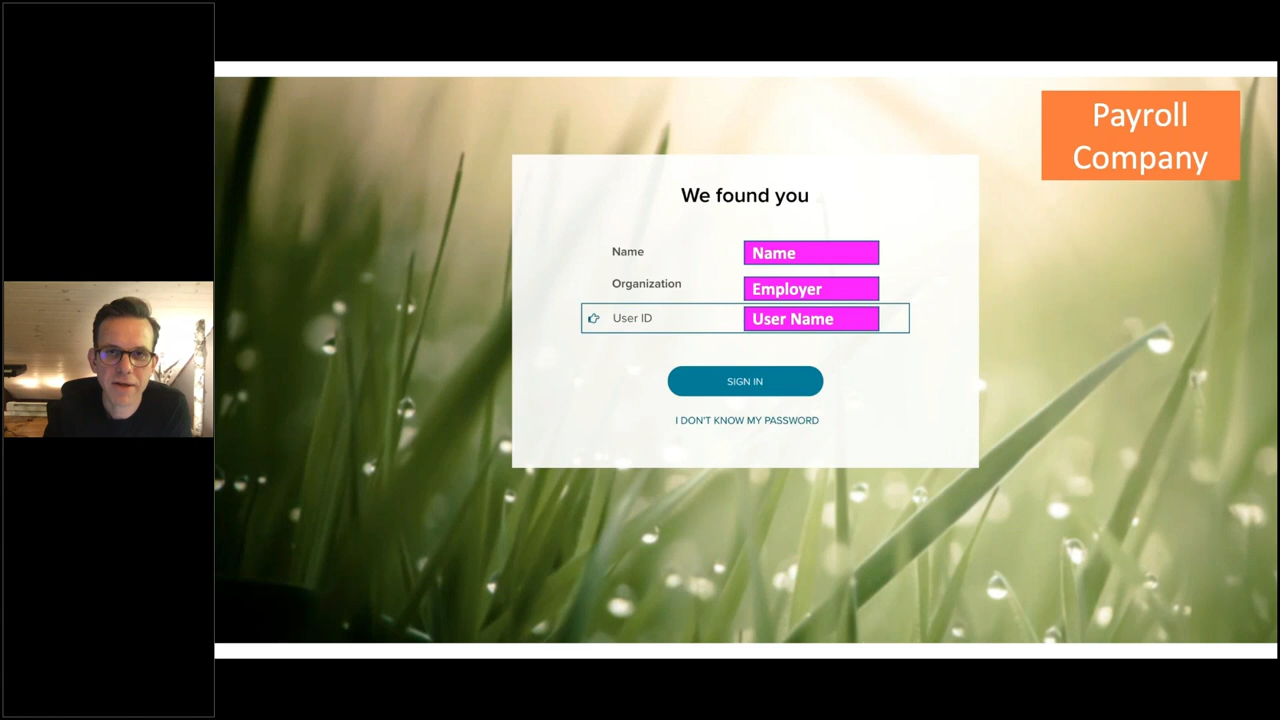 Payroll
Company
We found you
Name Name
Organization Employer
User ID User Name
SIGN IN
I DON'T KNOW MY PASSWORD